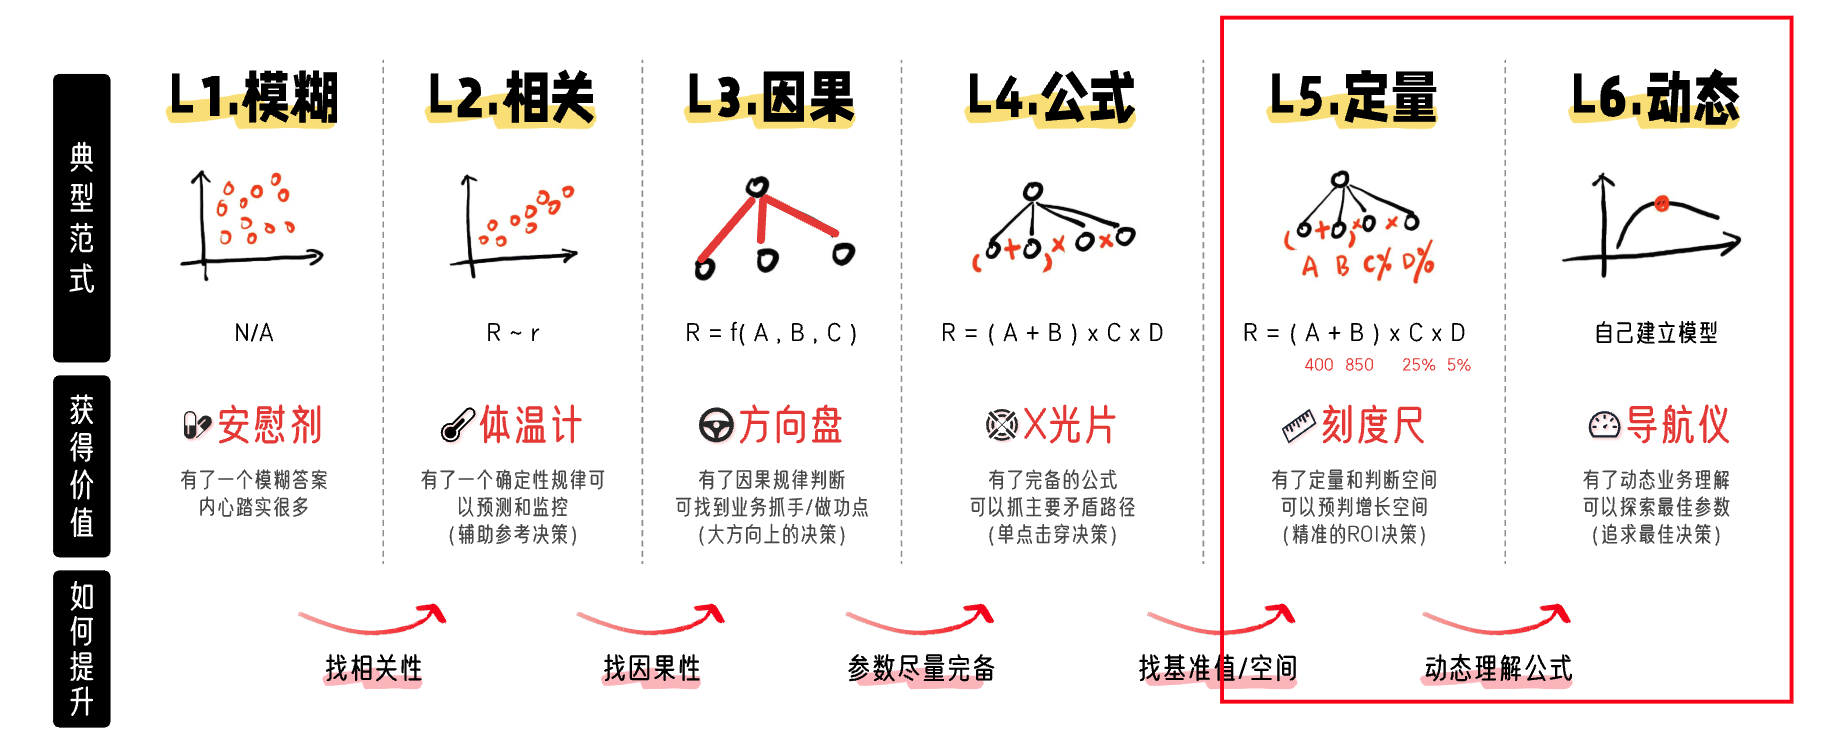 典型范式
L1.模糊
L2.相关
L3.因果
L4.公式
L5.定量
L6.动态
( + ) × ×
( + ) × ×
A B C% D%
N/A
R ~ r
R = f( A , B , C )
R = ( A + B ) x C x D
R = ( A + B ) x C x D
400 850 25% 5%
自己建立模型
获得价值
安慰剂
有了一个模糊答案
内心踏实很多
体温计
有了一个确定性规律可
以预测和监控
(辅助参考决策)
方向盘
有了因果规律判断
可找到业务抓手/做功点
(大方向上的决策)
X光片
有了完备的公式
可以抓主要矛盾路径
(单点击穿决策)
刻度尺
有了定量和判断空间
可以预判增长空间
(精准的ROI决策)
导航仪
有了动态业务理解
可以探索最佳参数
(追求最佳决策)
如何提升
找相关性
找因果性
参数尽量完备
找基准值/空间
动态理解公式